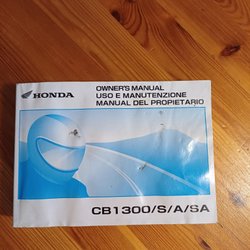 HONDA
OWNER'S MANUAL
USO E MANUTENZIONE
MANUAL DEL PROPIETARIO
CB1300/S/A/SA